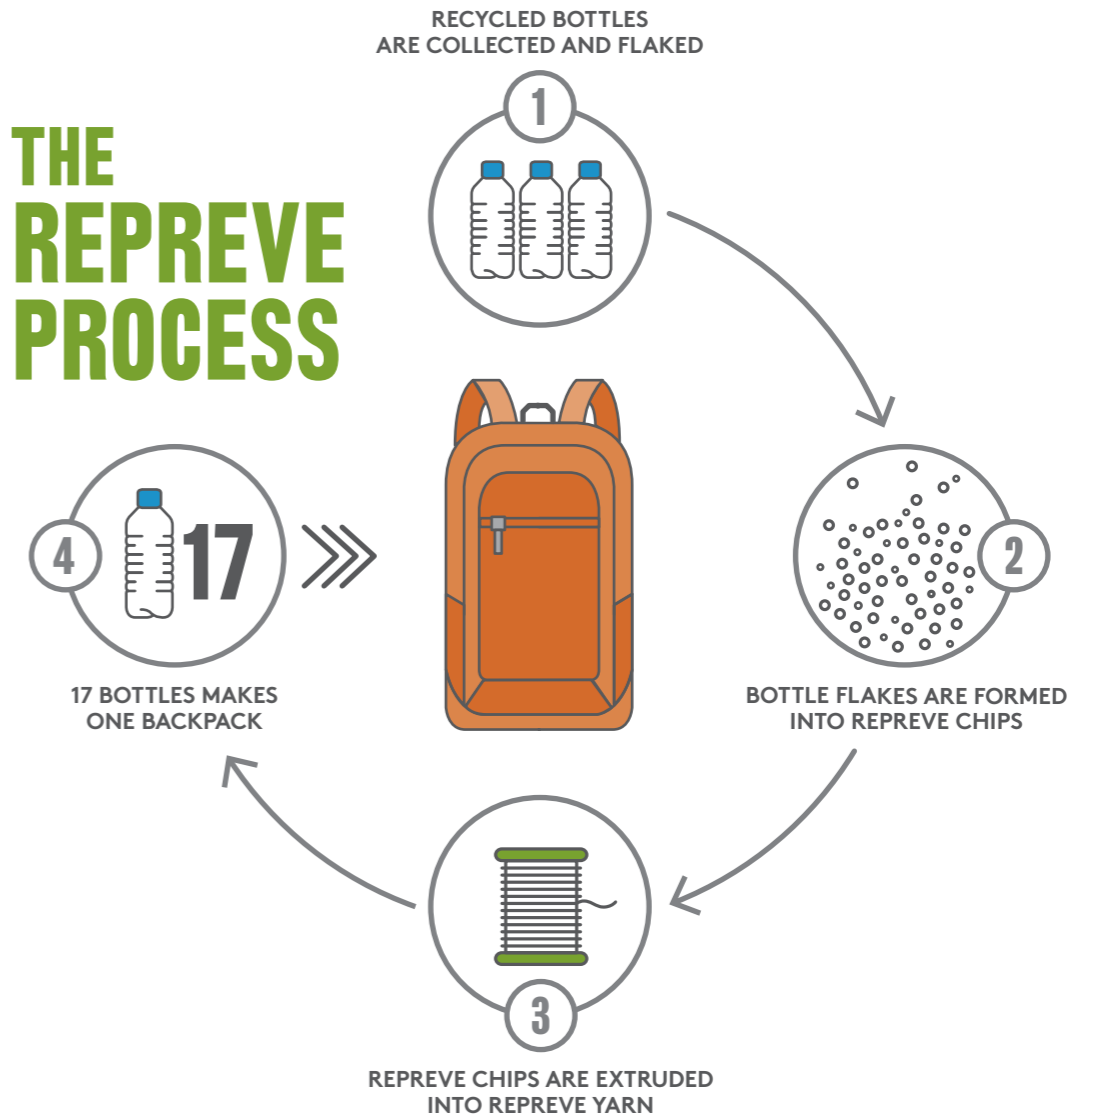 THE
REPREVE
PROCESS
RECYCLED BOTTLES
ARE COLLECTED AND FLAKED
1
2
BOTTLE FLAKES ARE FORMED
INTO REPREVE CHIPS
3
REPREVE CHIPS ARE EXTRUDED
INTO REPREVE YARN
4
17
17 BOTTLES MAKES
ONE BACKPACK